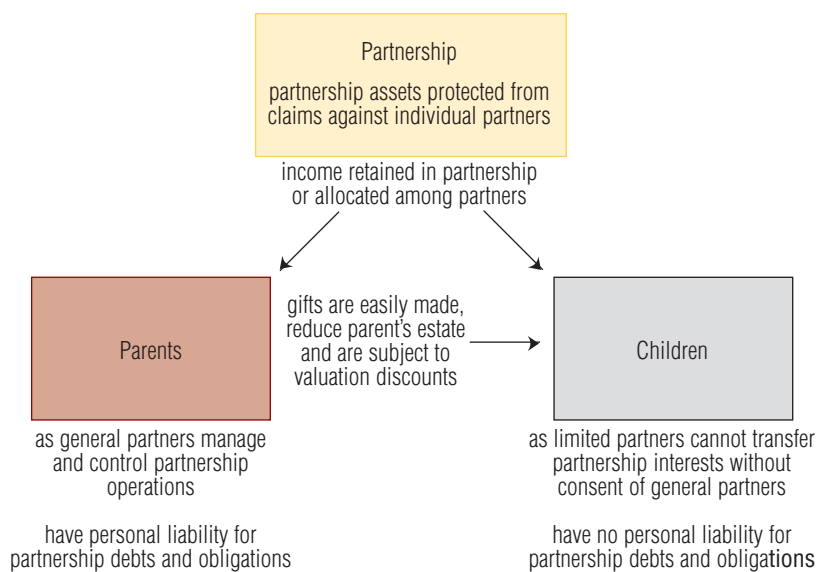 Partnership
partnership assets protected from
claims against individual partners
income retained in partnership
or allocated among partners
gifts are easily made,
reduce parent's estate
and are subject to
valuation discounts
Parents
Children
as general partners manage
and control partnership
operations
have personal liability for
partnership debts and obligations
as limited partners cannot transfer
partnership interests without
consent of general partners
have no personal liability for
partnership debts and obligations